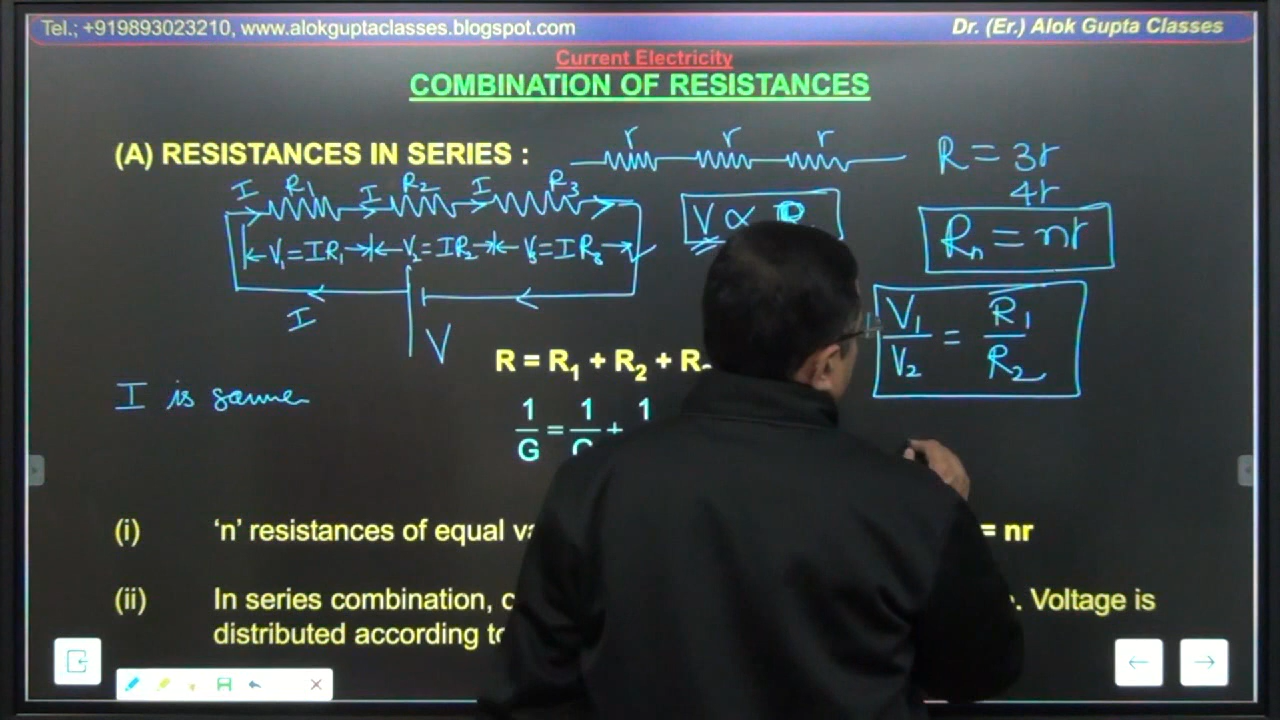 Tel.; +919893023210, www.alokguptaclasses.blogspot.com
Dr. (Er.) Alok Gupta Classes
Current Electricity
COMBINATION OF RESISTANCES
(A) RESISTANCES IN SERIES :
r r r
R = 3r
4r
I R₁ I R₂ I R₃
V₁ = IR₁ V₂ = IR₂ V₃ = IR₃
V ∝ R
Rₙ = nr
I
V
V₁/V₂ = R₁/R₂
R = R₁ + R₂ + R
I is same
1/G = 1/ + 1
(i) ‘n’ resistances of equal = nr
(ii) In series combination, Voltage is
distributed according